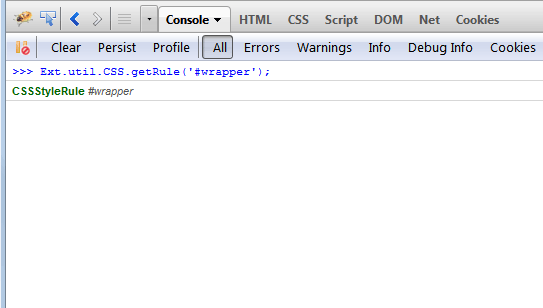 Console HTML CSS Script DOM Net Cookies
Clear Persist Profile All Errors Warnings Info Debug Info Cookies
>>> Ext.util.CSS.getRule('#wrapper');
CSSStyleRule #wrapper